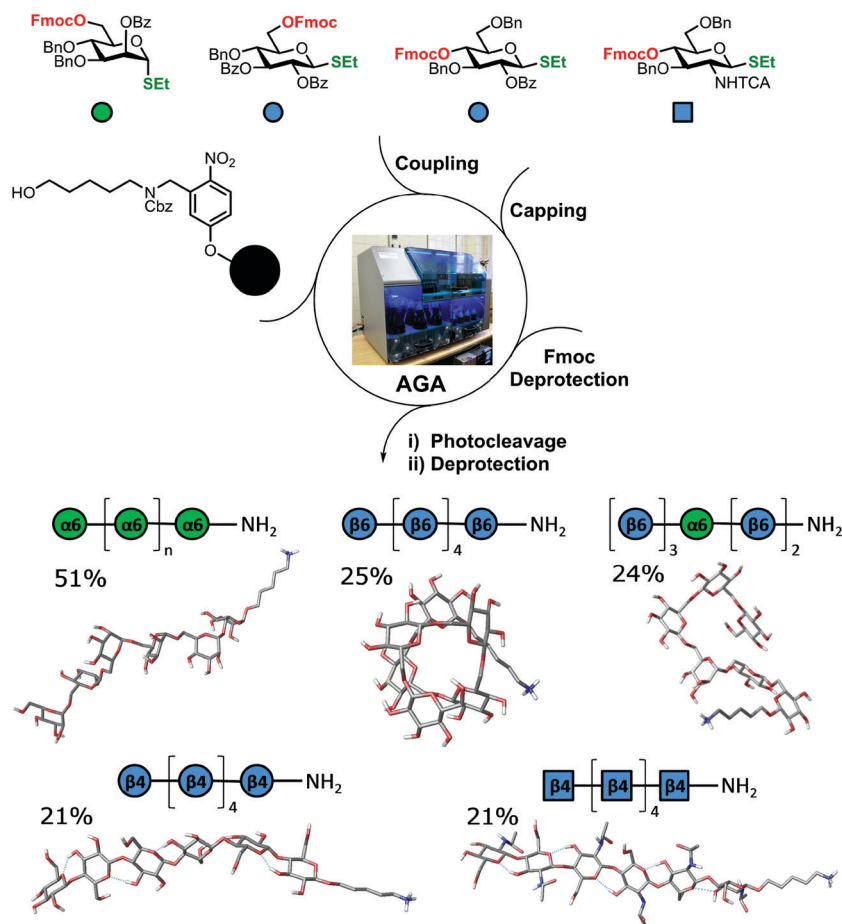 FmocO
OBz
BnO
BnO
O
SEt
OFmoc
BnO
BzO
O
SEt
OBz
OBn
FmocO
BnO
O
SEt
OBz
OBn
FmocO
BnO
O
SEt
NHTCA
HO
N
Cbz
NO2
O
Coupling
Capping
Fmoc
Deprotection
AGA
i) Photocleavage
ii) Deprotection
α6 [α6]n α6 NH2
51%
β6 [β6]4 β6 NH2
25%
[β6]3 α6 [β6]2 NH2
24%
β4 [β4]4 β4 NH2
21%
β4 [β4]4 β4 NH2
21%